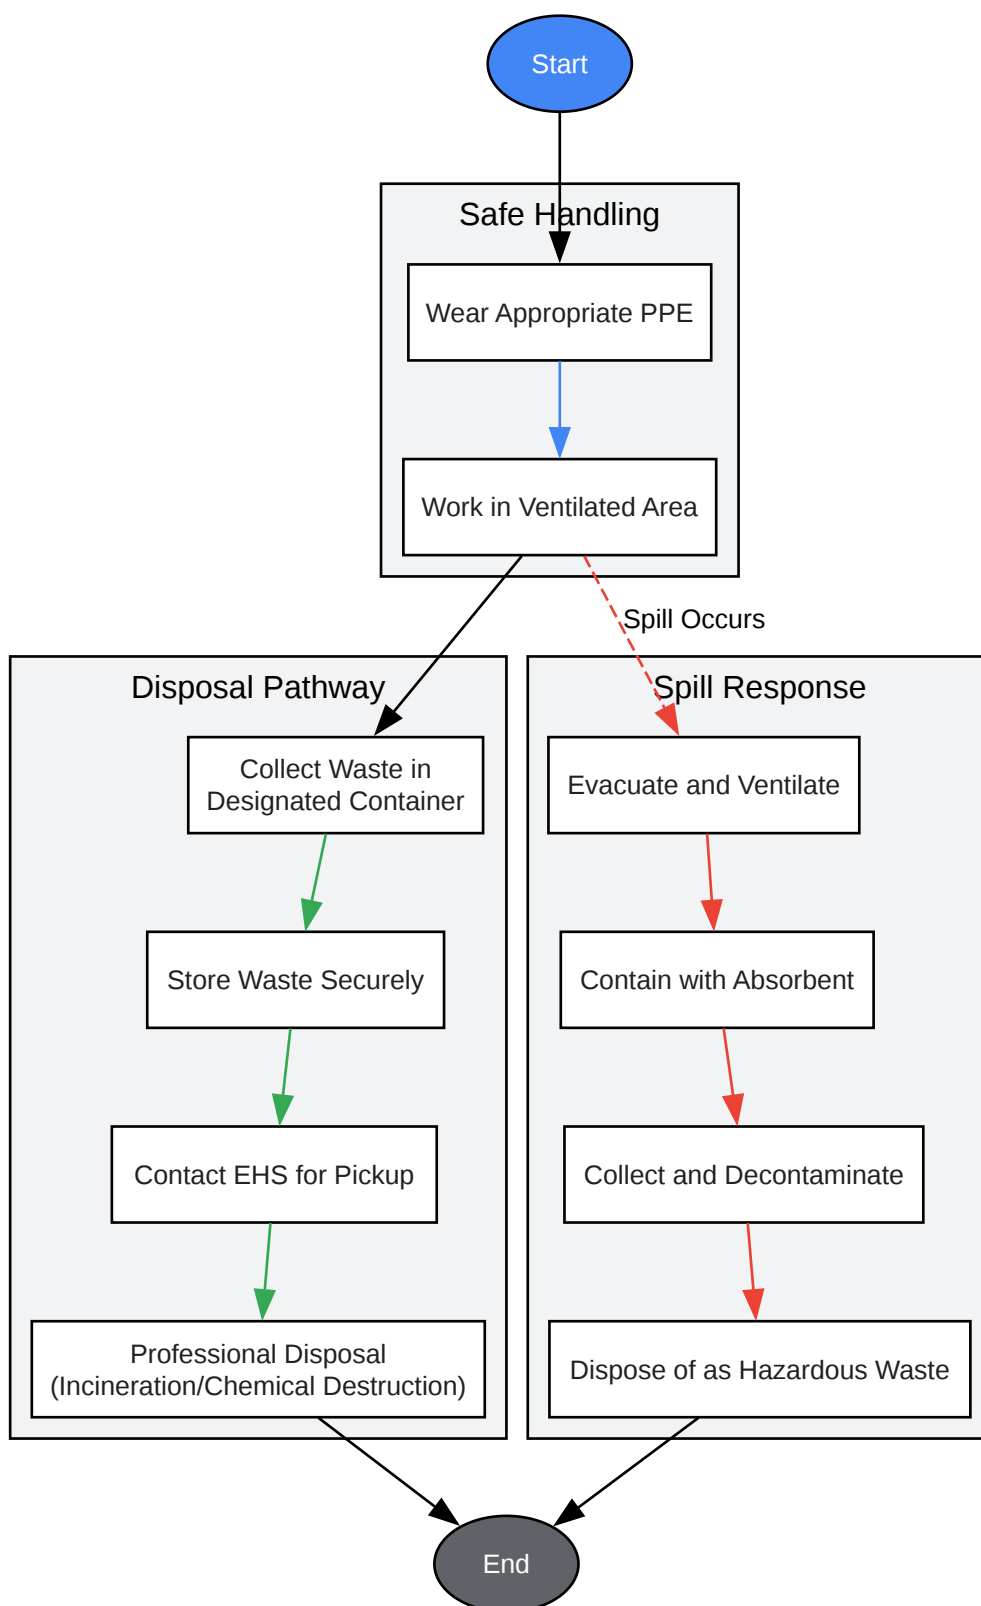 Start
Safe Handling
Wear Appropriate PPE
Work in Ventilated Area
Spill Occurs
Disposal Pathway
Collect Waste in
Designated Container
Store Waste Securely
Contact EHS for Pickup
Professional Disposal
(Incineration/Chemical Destruction)
Spill Response
Evacuate and Ventilate
Contain with Absorbent
Collect and Decontaminate
Dispose of as Hazardous Waste
End